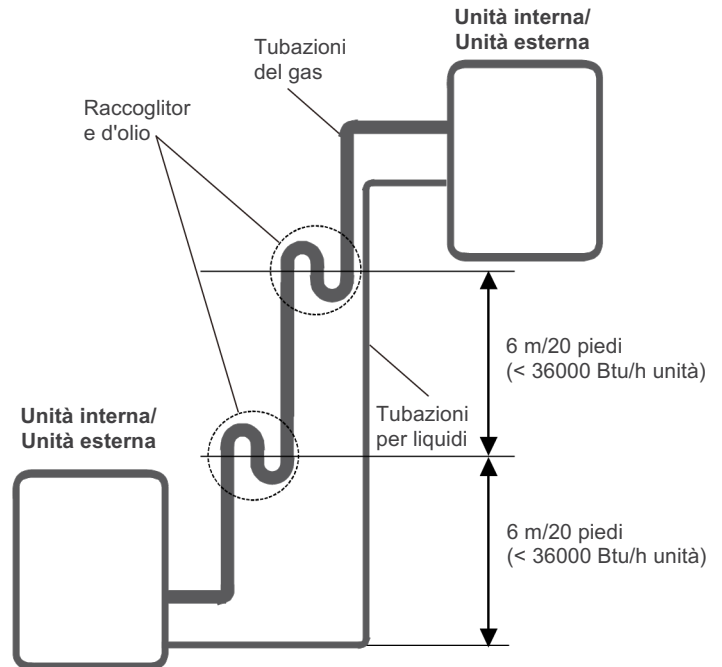 Unità interna/
Unità esterna
Tubazioni
del gas
Raccoglitor
e d'olio
6 m/20 piedi
(< 36000 Btu/h unità)
Tubazioni
per liquidi
Unità interna/
Unità esterna
6 m/20 piedi
(< 36000 Btu/h unità)